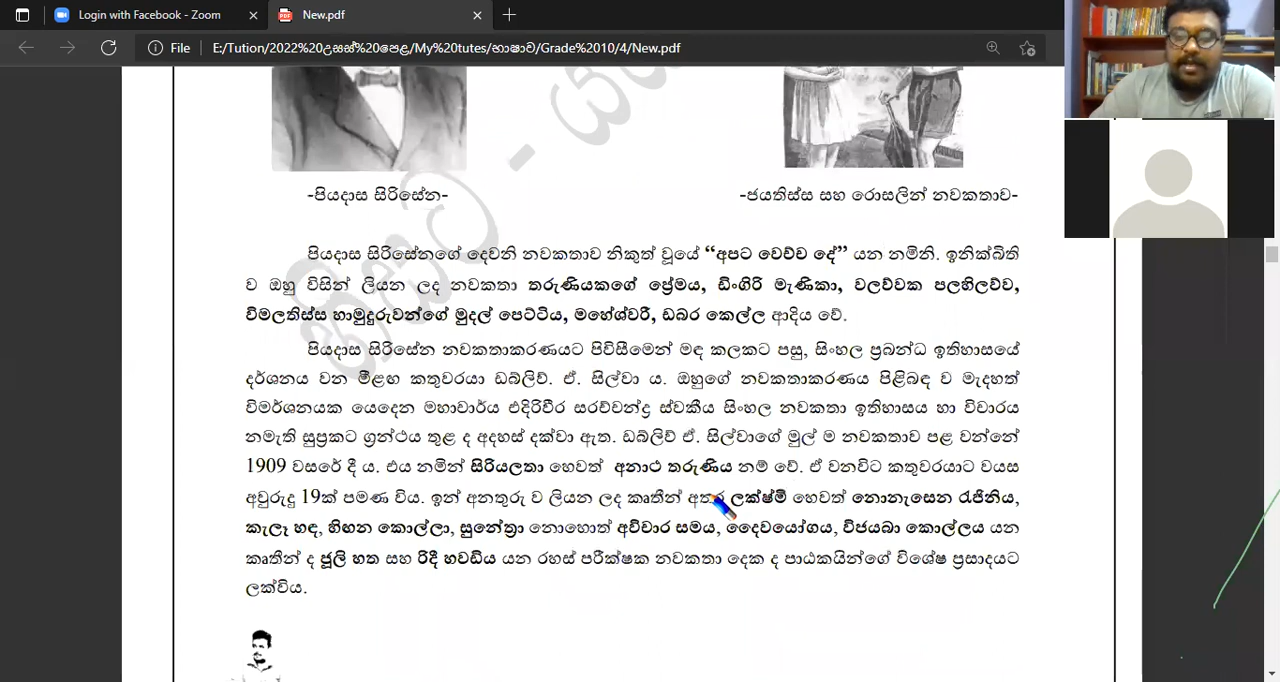 Login with Facebook - Zoom
New.pdf
File
E:/Tution/2022%20උසස්%20පෙළ/My%20tutes/භාෂාව/Grade%2010/4/New.pdf
-පියදාස සිරිසේන-
-ජයතිස්ස සහ රොසලින් නවකතාව-
පියදාස සිරිසේනගේ දෙවනි නවකතාව නිකුත් වූයේ “අපට වෙච්ච දේ” යන නමිනි. ඉනික්බිති
ව ඔහු විසින් ලියන ලද නවකතා තරුණියකගේ ප්‍රේමය, ඩිංගිරි මැණිකා, වලව්වක පලහිලව්ව,
විමලතිස්ස හාමුදුරුවන්ගේ මුදල් පෙට්ටිය, මහේශ්වරී, ඩබර කෙල්ල ආදිය වේ.
පියදාස සිරිසේන නවකතාකරණයට පිවිසීමෙන් මඳ කලකට පසු, සිංහල ප්‍රබන්ධ ඉතිහාසයේ
දර්ශනය වන මීළඟ කතුවරයා ඩබ්ලිව්. ඒ. සිල්වා ය. ඔහුගේ නවකතාකරණය පිළිබඳ ව මැදහත්
විමර්ශනයක යෙදෙන මහාචාර්ය එදිරිවීර සරච්චන්ද්‍ර ස්වකීය සිංහල නවකතා ඉතිහාසය හා විචාරය
නමැති සුප්‍රකට ග්‍රන්ථය තුළ ද අදහස් දක්වා ඇත. ඩබ්ලිව් ඒ. සිල්වාගේ මුල් ම නවකතාව පළ වන්නේ
1909 වසරේ දී ය. එය නමින් සිරියලතා හෙවත් අනාථ තරුණිය නම් වේ. ඒ වනවිට කතුවරයාට වයස
අවුරුදු 19ක් පමණ විය. ඉන් අනතුරු ව ලියන ලද කෘතීන් අතර ලක්ෂ්මී හෙවත් නොනැසෙන රැජිනිය,
කැලෑ හඳ, හිඟන කොල්ලා, සුනේත්‍රා නොහොත් අවිචාර සමය, දෛවයෝගය, විජයබා කොල්ලය යන
කෘතීන් ද ජූලි හත සහ රිදී හවඩිය යන රහස් පරීක්ෂක නවකතා දෙක ද පාඨකයින්ගේ විශේෂ ප්‍රසාදයට
ලක්විය.